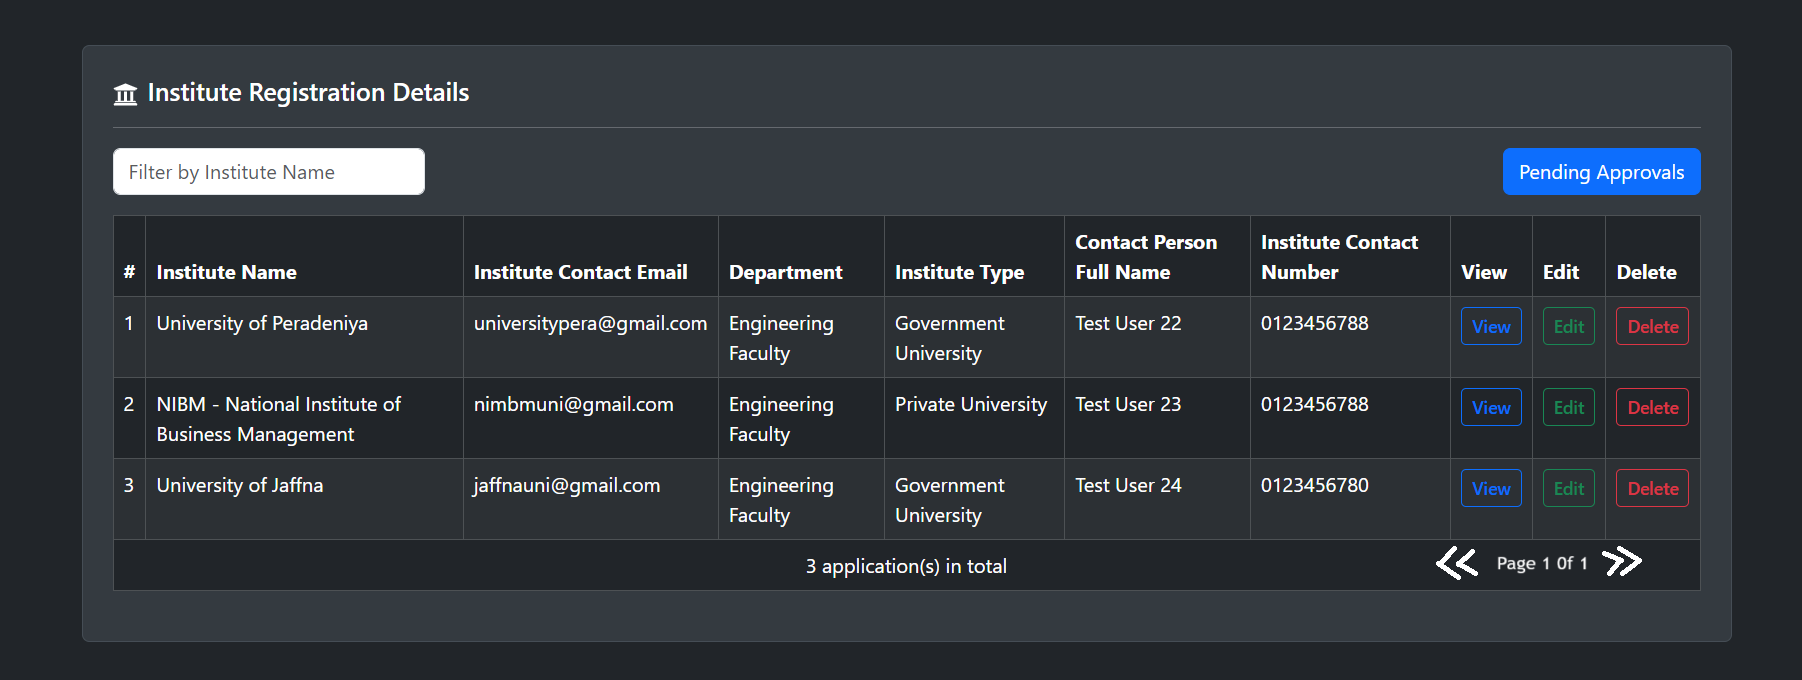 Institute Registration Details
Filter by Institute Name
Pending Approvals
# Institute Name Institute Contact Email Department Institute Type Contact Person Full Name Institute Contact Number View Edit Delete
1 University of Peradeniya universitypera@gmail.com Engineering Faculty Government University Test User 22 0123456788 View Edit Delete
2 NIBM - National Institute of Business Management nimbmuni@gmail.com Engineering Faculty Private University Test User 23 0123456788 View Edit Delete
3 University of Jaffna jaffnauni@gmail.com Engineering Faculty Government University Test User 24 0123456780 View Edit Delete
3 application(s) in total
Page 1 0f 1